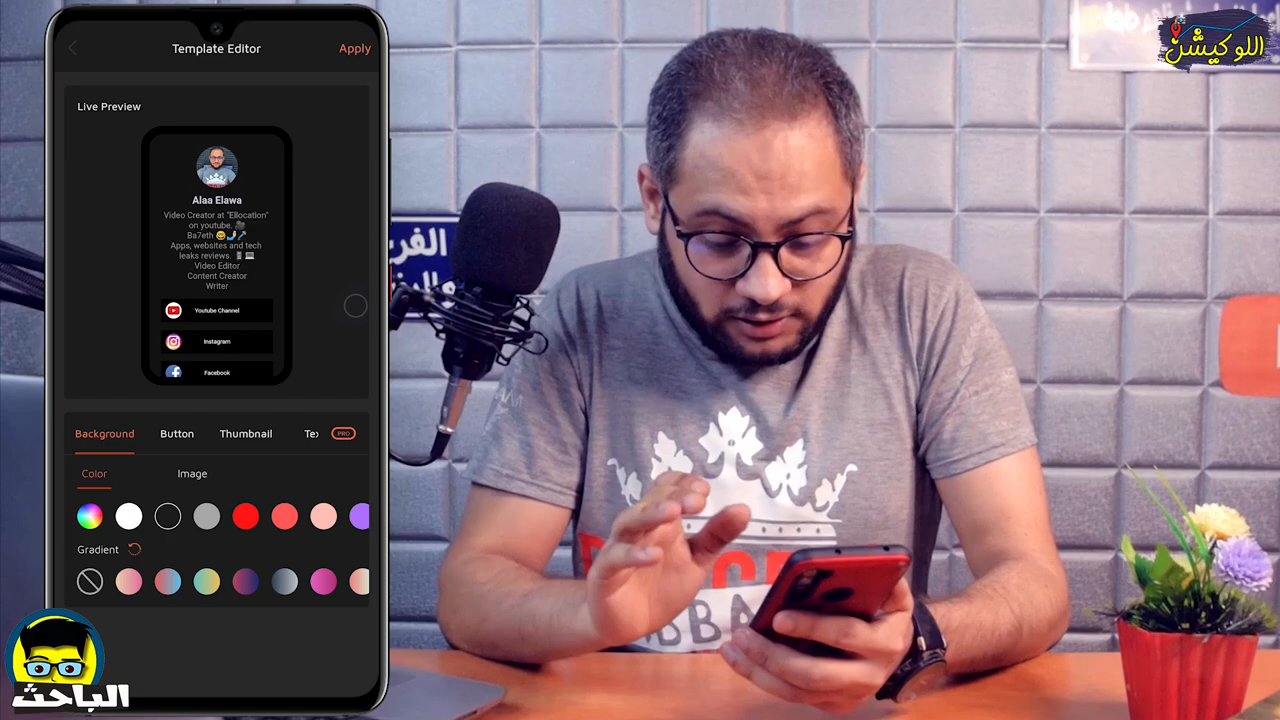 Template Editor
Apply
Live Preview
Alaa Elawa
Video Creator at "Ellocation"
on youtube. 🎥
Ba7eth
Apps, websites and tech
leaks reviews.
Video Editor
Content Creator
Writer
Youtube Channel
Instagram
Facebook
Background
Button
Thumbnail
Te
PRO
Color
Image
Gradient
الباحث
اللوكيشن